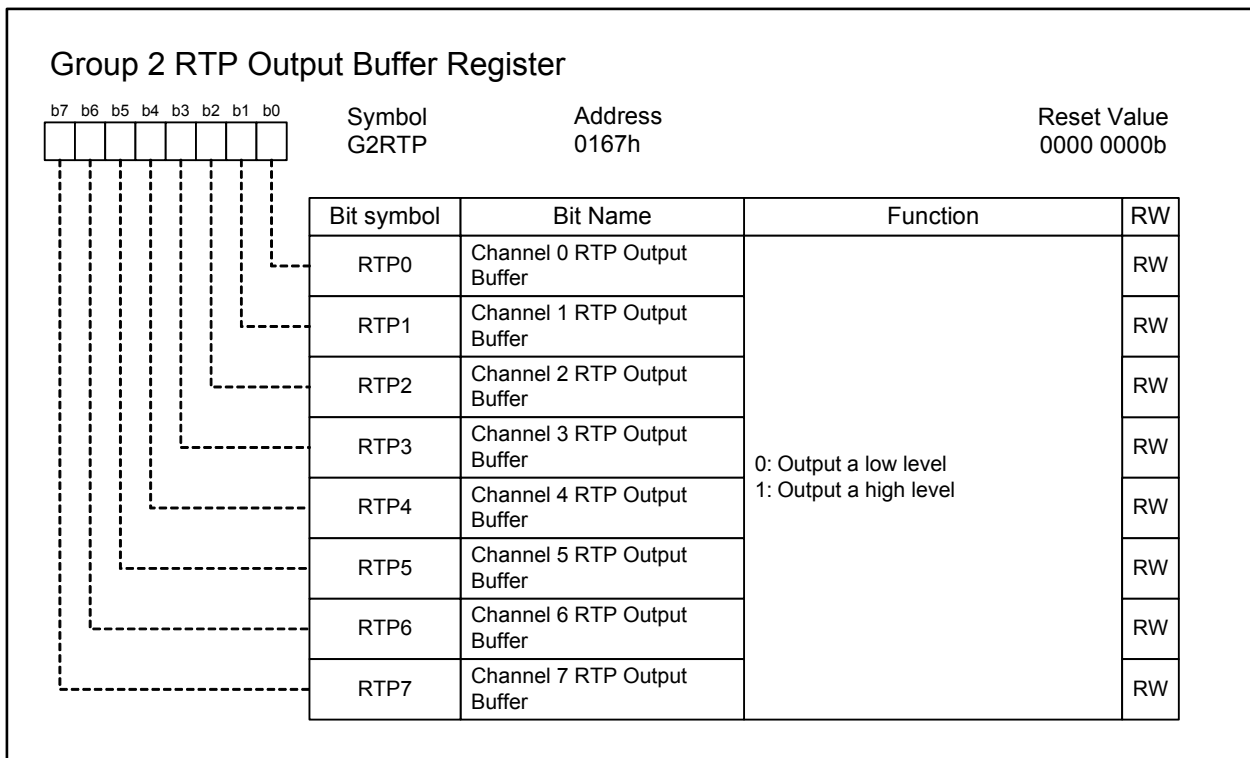 Group 2 RTP Output Buffer Register
b7 b6 b5 b4 b3 b2 b1 b0
Symbol Address Reset Value
G2RTP 0167h 0000 0000b
Bit symbol Bit Name Function RW
RTP0 Channel 0 RTP Output Buffer RW
RTP1 Channel 1 RTP Output Buffer RW
RTP2 Channel 2 RTP Output Buffer RW
RTP3 Channel 3 RTP Output Buffer RW
0: Output a low level
1: Output a high level
RTP4 Channel 4 RTP Output Buffer RW
RTP5 Channel 5 RTP Output Buffer RW
RTP6 Channel 6 RTP Output Buffer RW
RTP7 Channel 7 RTP Output Buffer RW